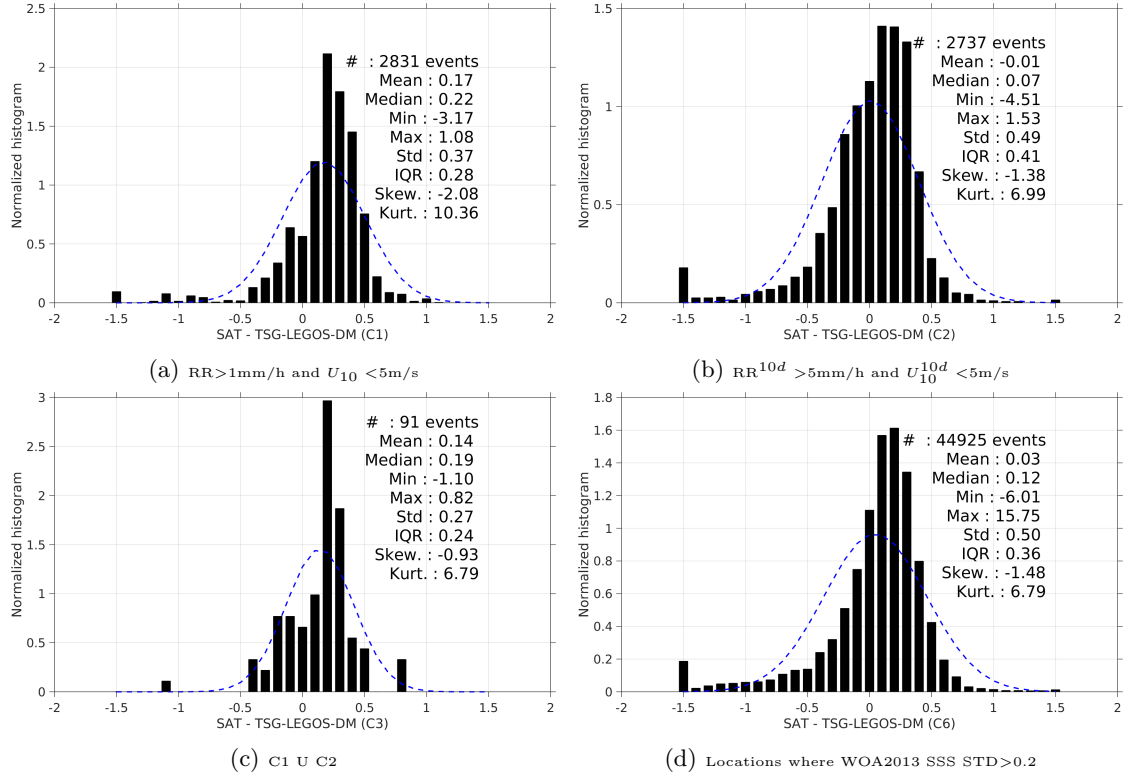 2.5
2
1.5
1
0.5
0
Normalized histogram
# : 2831 events
Mean : 0.17
Median : 0.22
Min : -3.17
Max : 1.08
Std : 0.37
IQR : 0.28
Skew. : -2.08
Kurt. : 10.36
-2 -1.5 -1 -0.5 0 0.5 1 1.5 2
SAT - TSG-LEGOS-DM (C1)
(a) RR>1mm/h and U10 <5m/s
1.5
1
0.5
0
Normalized histogram
# : 2737 events
Mean : -0.01
Median : 0.07
Min : -4.51
Max : 1.53
Std : 0.49
IQR : 0.41
Skew. : -1.38
Kurt. : 6.99
-2 -1.5 -1 -0.5 0 0.5 1 1.5 2
SAT - TSG-LEGOS-DM (C2)
(b) RR10d >5mm/h and U10d10 <5m/s
3
2.5
2
1.5
1
0.5
0
Normalized histogram
# : 91 events
Mean : 0.14
Median : 0.19
Min : -1.10
Max : 0.82
Std : 0.27
IQR : 0.24
Skew. : -0.93
Kurt. : 6.79
-2 -1.5 -1 -0.5 0 0.5 1 1.5 2
SAT - TSG-LEGOS-DM (C3)
(c) C1 U C2
1.8
1.6
1.4
1.2
1
0.8
0.6
0.4
0.2
0
Normalized histogram
# : 44925 events
Mean : 0.03
Median : 0.12
Min : -6.01
Max : 15.75
Std : 0.50
IQR : 0.36
Skew. : -1.48
Kurt. : 6.79
-2 -1.5 -1 -0.5 0 0.5 1 1.5 2
SAT - TSG-LEGOS-DM (C6)
(d) Locations where WOA2013 SSS STD>0.2